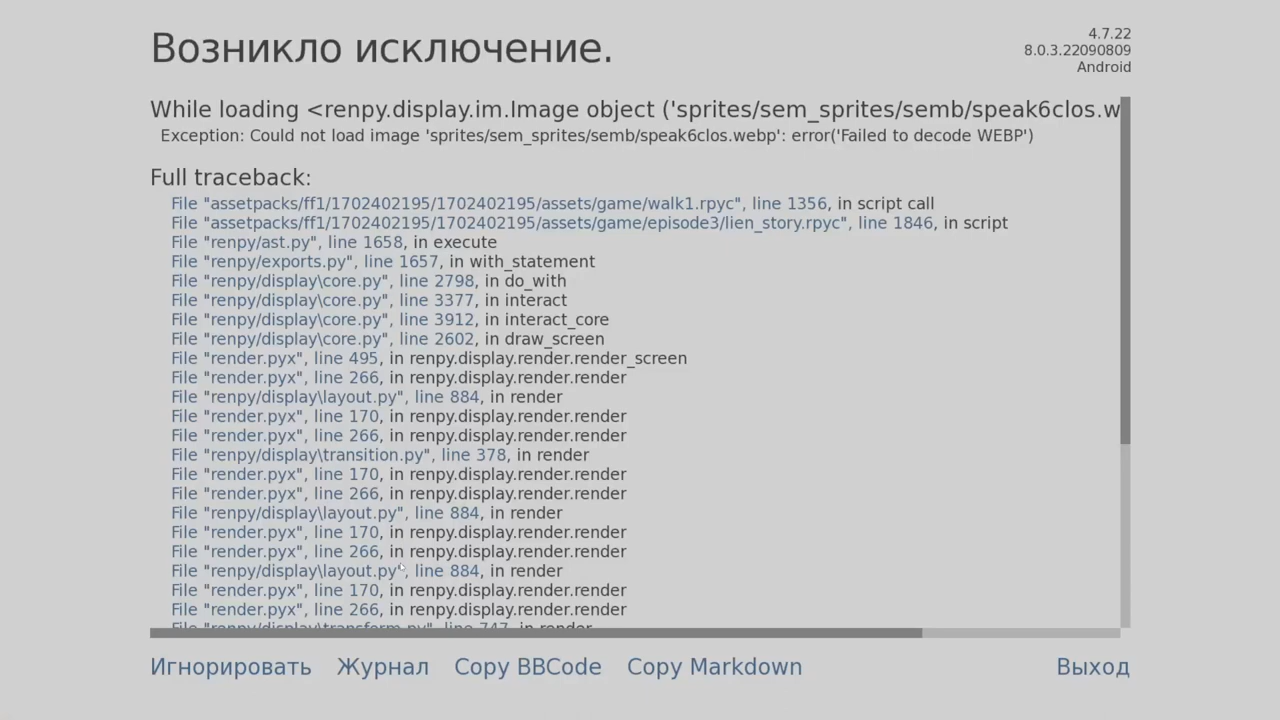 Возникло исключение.
4.7.22
8.0.3.22090809
Android
While loading <renpy.display.im.Image object ('sprites/sem_sprites/semb/speak6clos.w
Exception: Could not load image 'sprites/sem_sprites/semb/speak6clos.webp': error('Failed to decode WEBP')
Full traceback:
File "assetpacks/ff1/1702402195/1702402195/assets/game/walk1.rpyc", line 1356, in script call
File "assetpacks/ff1/1702402195/1702402195/assets/game/episode3/lien_story.rpyc", line 1846, in script
File "renpy/ast.py", line 1658, in execute
File "renpy/exports.py", line 1657, in with_statement
File "renpy/display\core.py", line 2798, in do_with
File "renpy/display\core.py", line 3377, in interact
File "renpy/display\core.py", line 3912, in interact_core
File "renpy/display\core.py", line 2602, in draw_screen
File "render.pyx", line 495, in renpy.display.render.render_screen
File "render.pyx", line 266, in renpy.display.render.render
File "renpy/display\layout.py", line 884, in render
File "render.pyx", line 170, in renpy.display.render.render
File "render.pyx", line 266, in renpy.display.render.render
File "renpy/display\transition.py", line 378, in render
File "render.pyx", line 170, in renpy.display.render.render
File "render.pyx", line 266, in renpy.display.render.render
File "renpy/display\layout.py", line 884, in render
File "render.pyx", line 170, in renpy.display.render.render
File "render.pyx", line 266, in renpy.display.render.render
File "renpy/display\layout.py", line 884, in render
File "render.pyx", line 170, in renpy.display.render.render
File "render.pyx", line 266, in renpy.display.render.render
File "renpy/display\transform.py", line 747, in render
Игнорировать
Журнал
Copy BBCode
Copy Markdown
Выход